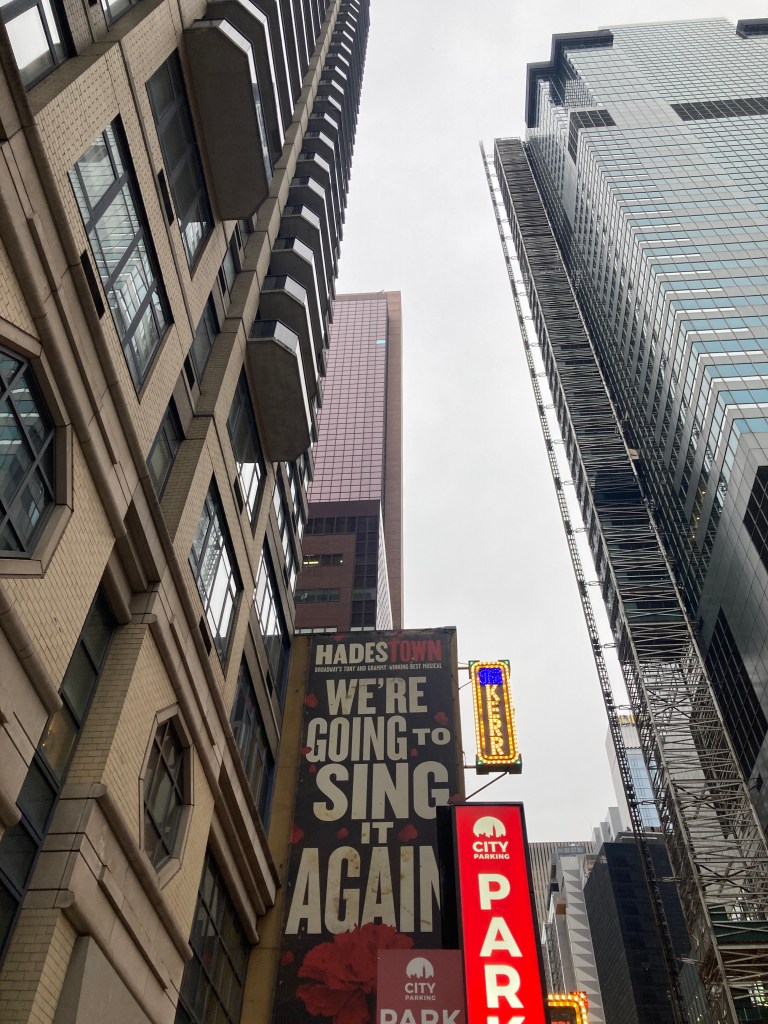 HADESTOWN
BROADWAY'S TONY AND GRAMMY WINNING BEST MUSICAL
WE'RE
GOING TO
SING
IT
AGAIN
KERR
CITY
PARKING
PARK
CITY
PARKING
PARK